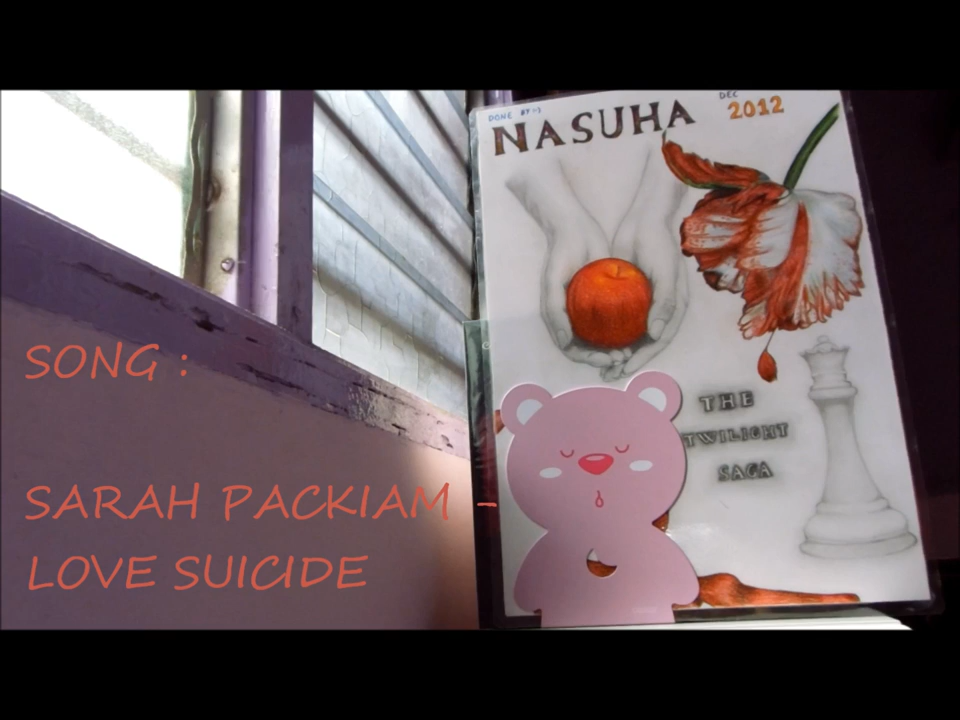 DONE BY :)
NASUHA
DEC
2012
THE
TWILIGHT
SAGA
SONG :
SARAH PACKIAM -
LOVE SUICIDE